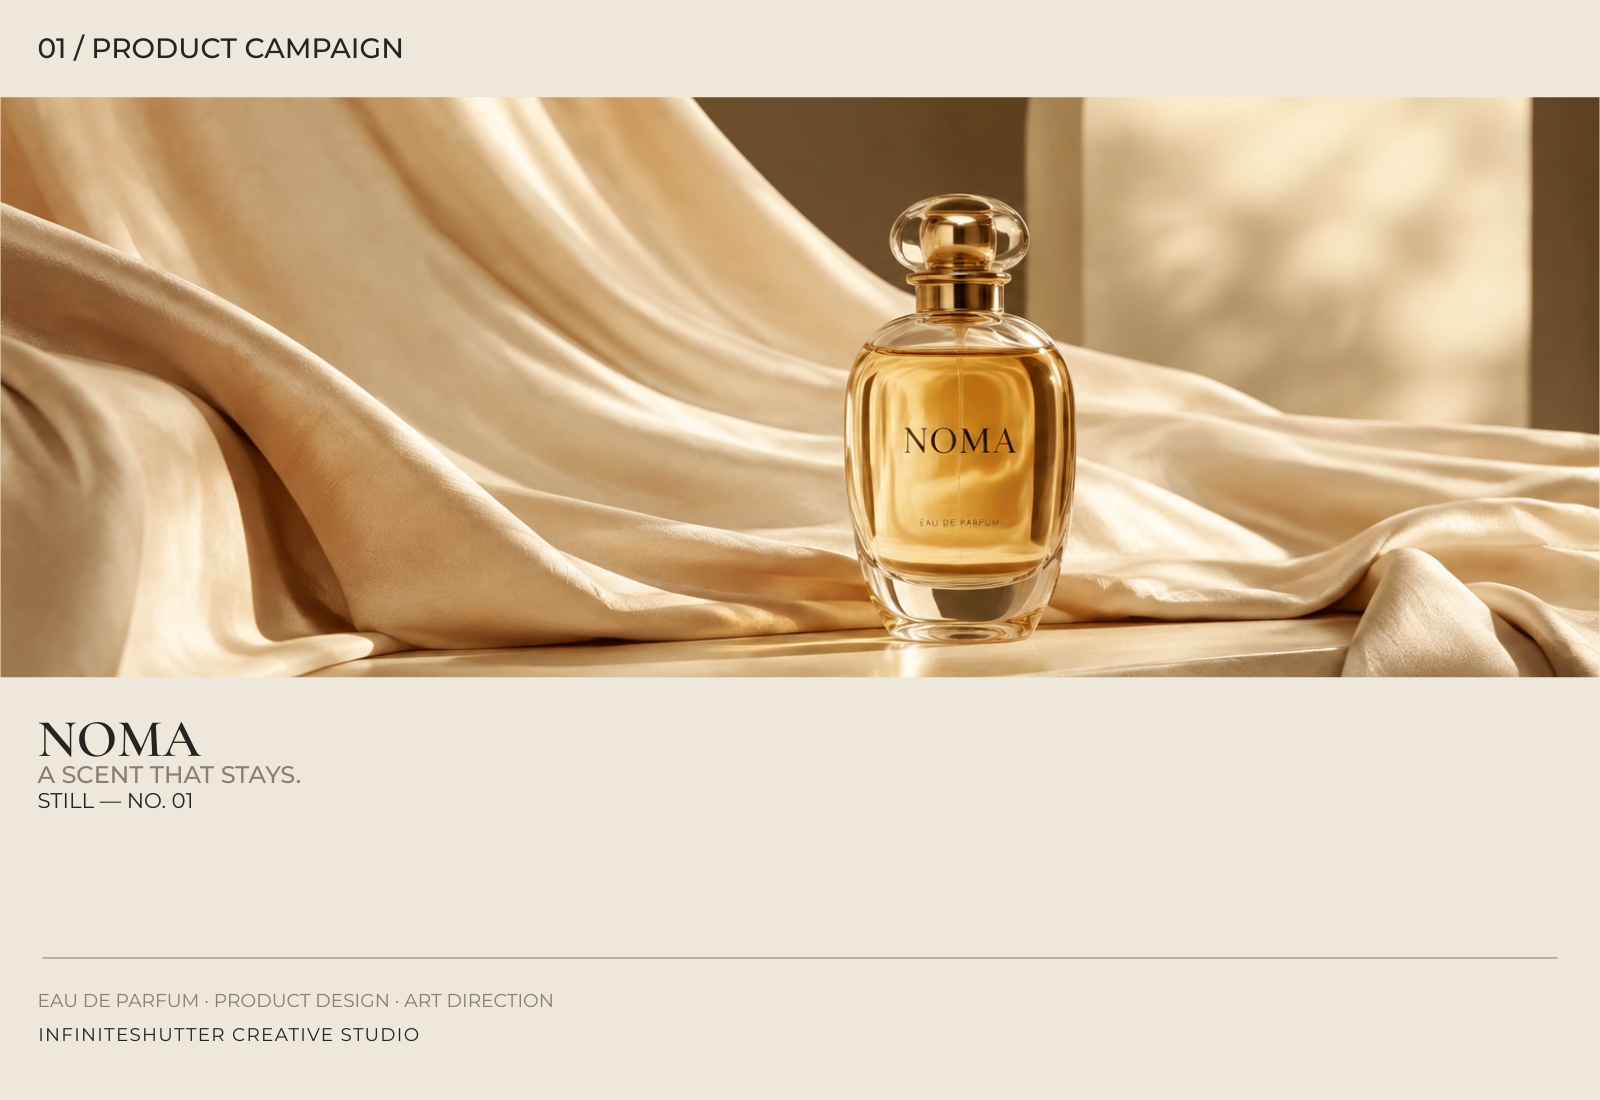 01 / PRODUCT CAMPAIGN
NOMA
EAU DE PARFUM
NOMA
A SCENT THAT STAYS.
STILL — NO. 01
EAU DE PARFUM · PRODUCT DESIGN · ART DIRECTION
INFINITESHUTTER CREATIVE STUDIO